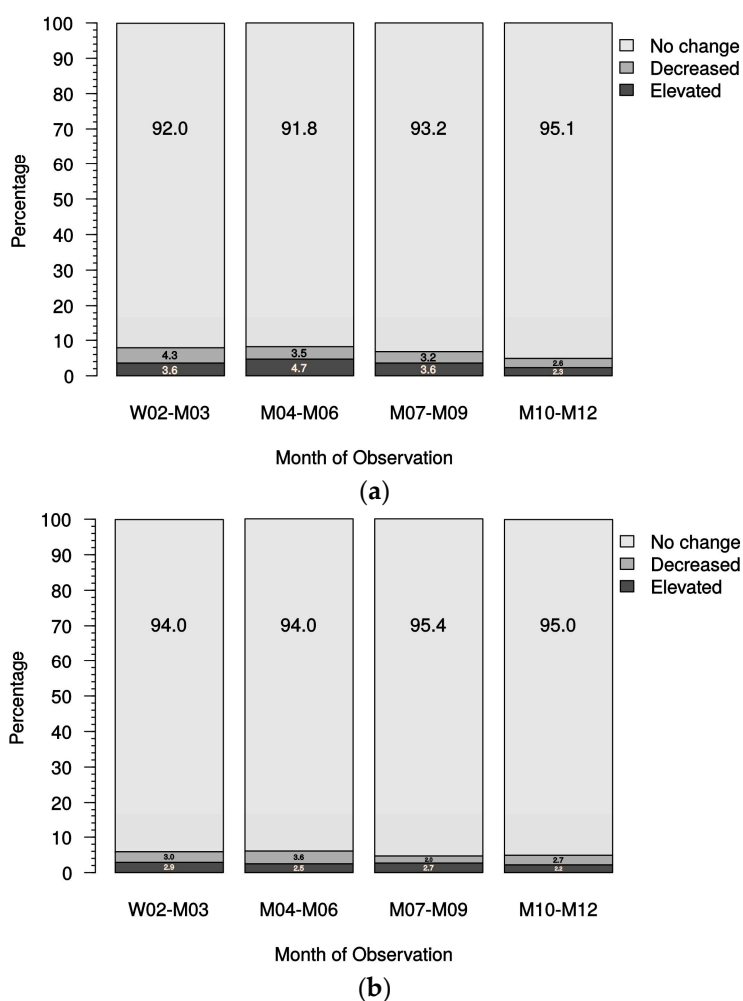 100
90
80
70
60
50
40
30
20
10
0
Percentage
No change
Decreased
Elevated
92.0 91.8 93.2 95.1
4.3 3.5 3.2 2.6
3.6 4.7 3.6 2.3
W02-M03 M04-M06 M07-M09 M10-M12
Month of Observation
(a)
100
90
80
70
60
50
40
30
20
10
0
Percentage
No change
Decreased
Elevated
94.0 94.0 95.4 95.0
3.0 3.6 2.7
2.9 2.5 2.7 2.2
W02-M03 M04-M06 M07-M09 M10-M12
Month of Observation
(b)